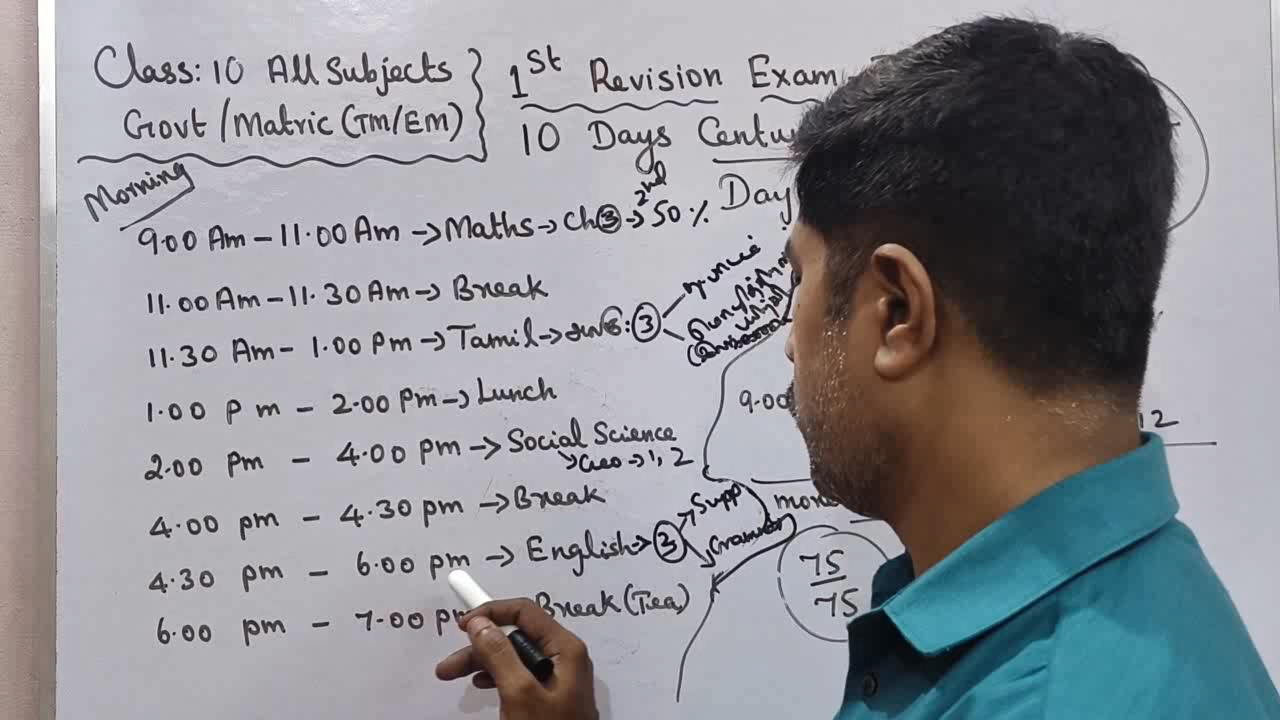 Class: 10 All Subjects
Govt / Matric (TM/EM)
1st Revision Exam
10 Days
Day
Morning
9.00 Am - 11.00 Am → Maths → Ch ③ → 2nd 50%
11.00 Am - 11.30 Am → Break
11.30 Am - 1.00 Pm → Tamil → இயல்: ③
1.00 Pm - 2.00 Pm → Lunch
2.00 Pm - 4.00 pm → Social Science
↘ Geo → 1, 2
4.00 pm - 4.30 pm → Break
4.30 pm - 6.00 pm → English → ③
Supp
Grammar
6.00 pm - 7.00 pm Break (Tea)
9.00
12
75/75